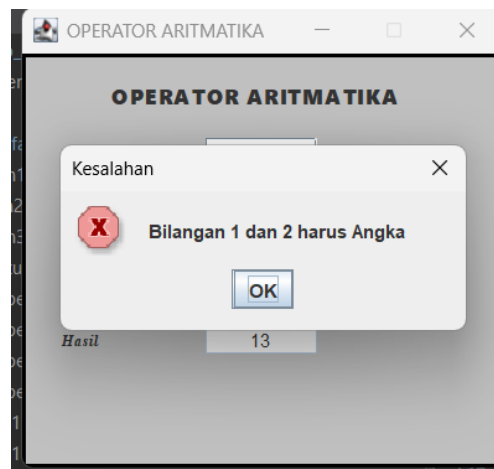 OPERATOR ARITMATIKA
OPERATOR ARITMATIKA
Kesalahan
X
Bilangan 1 dan 2 harus Angka
OK
Hasil 13